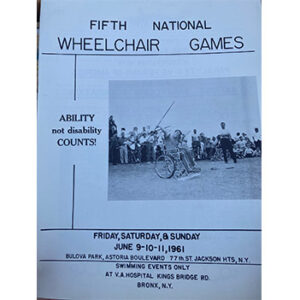 FIFTH NATIONAL
WHEELCHAIR GAMES
ABILITY
not disability
COUNTS!
FRIDAY, SATURDAY, & SUNDAY
JUNE 9-10-11, 1961
BULOVA PARK, ASTORIA BOULEVARD 77th ST. JACKSON HTS, N.Y.
SWIMMING EVENTS ONLY
AT V.A. HOSPITAL KINGS BRIDGE RD.
BRONX, N.Y.